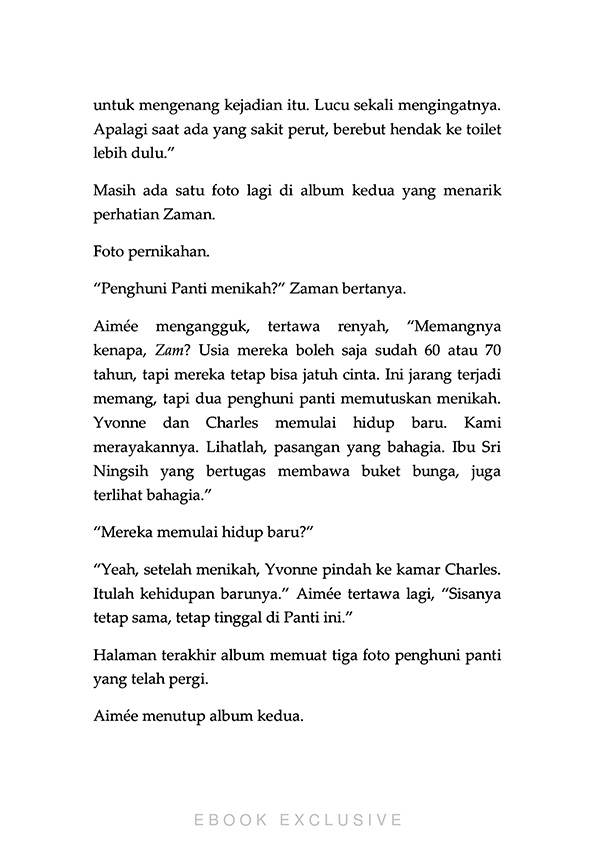 untuk mengenang kejadian itu. Lucu sekali mengingatnya.
Apalagi saat ada yang sakit perut, berebut hendak ke toilet
lebih dulu.”
Masih ada satu foto lagi di album kedua yang menarik
perhatian Zaman.
Foto pernikahan.
“Penghuni Panti menikah?” Zaman bertanya.
Aimée mengangguk, tertawa renyah, “Memangnya
kenapa, Zam? Usia mereka boleh saja sudah 60 atau 70
tahun, tapi mereka tetap bisa jatuh cinta. Ini jarang terjadi
memang, tapi dua penghuni panti memutuskan menikah.
Yvonne dan Charles memulai hidup baru. Kami
merayakannya. Lihatlah, pasangan yang bahagia. Ibu Sri
Ningsih yang bertugas membawa buket bunga, juga
terlihat bahagia.”
“Mereka memulai hidup baru?”
“Yeah, setelah menikah, Yvonne pindah ke kamar Charles.
Itulah kehidupan barunya.” Aimée tertawa lagi, “Sisanya
tetap sama, tetap tinggal di Panti ini.”
Halaman terakhir album memuat tiga foto penghuni panti
yang telah pergi.
Aimée menutup album kedua.
EBOOK EXCLUSIVE